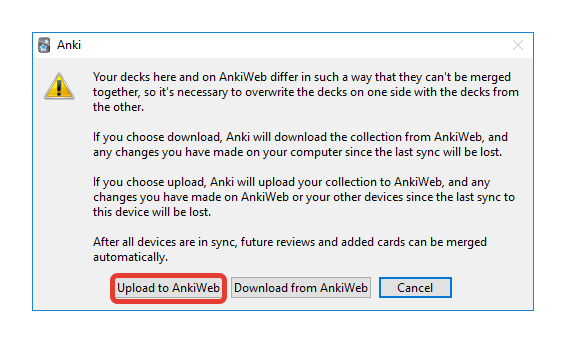 Anki
Your decks here and on AnkiWeb differ in such a way that they can't be merged
together, so it's necessary to overwrite the decks on one side with the decks from
the other.
If you choose download, Anki will download the collection from AnkiWeb, and
any changes you have made on your computer since the last sync will be lost.
If you choose upload, Anki will upload your collection to AnkiWeb, and any
changes you have made on AnkiWeb or your other devices since the last sync to
this device will be lost.
After all devices are in sync, future reviews and added cards can be merged
automatically.
Upload to AnkiWeb Download from AnkiWeb Cancel